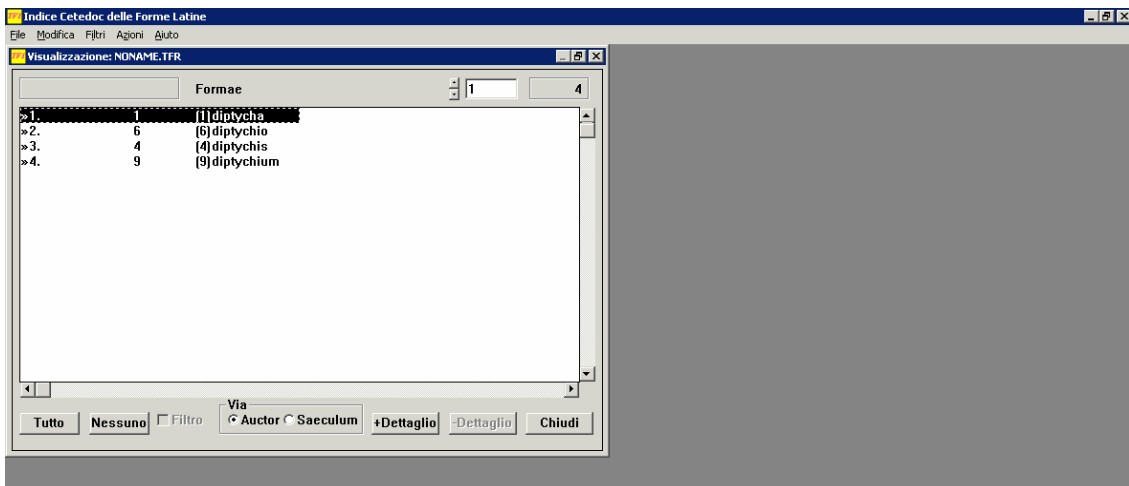 TFL Indice Cetedoc delle Forme Latine
File Modifica Filtri Azioni Aiuto
TFL Visualizzazione: NONAME.TFR
Formae 1 4
»1. 1 (1)diptycha
»2. 6 (6)diptychio
»3. 4 (4)diptychis
»4. 9 (9)diptychium
Via
Tutto Nessuno Filtro Auctor Saeculum +Dettaglio -Dettaglio Chiudi